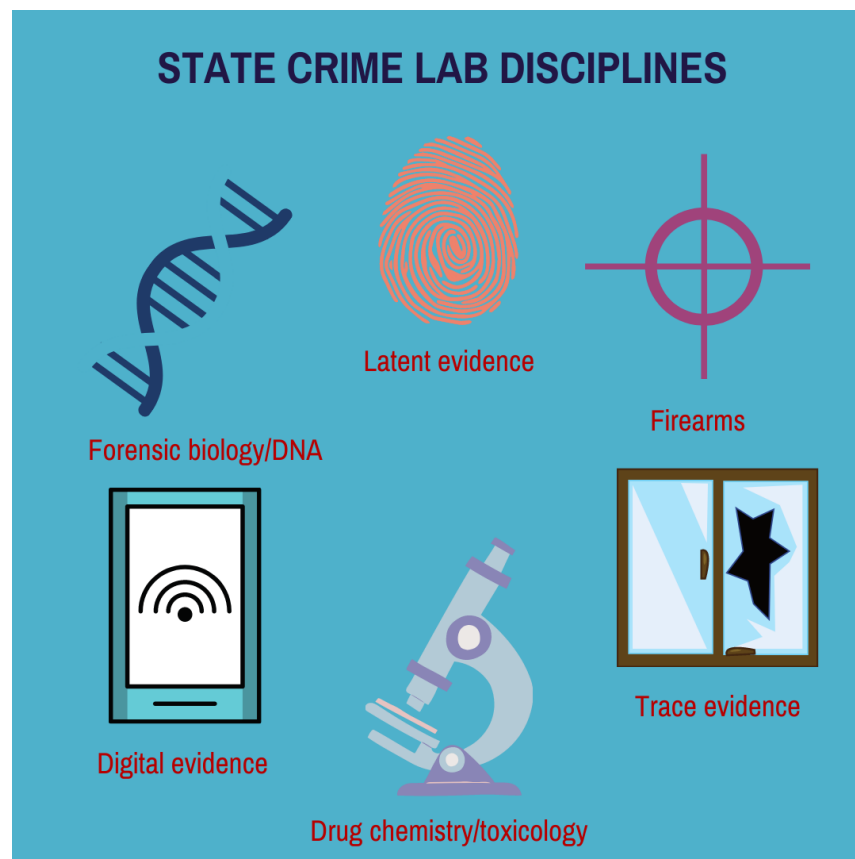 STATE CRIME LAB DISCIPLINES
Latent evidence
Firearms
Forensic biology/DNA
Trace evidence
Digital evidence
Drug chemistry/toxicology